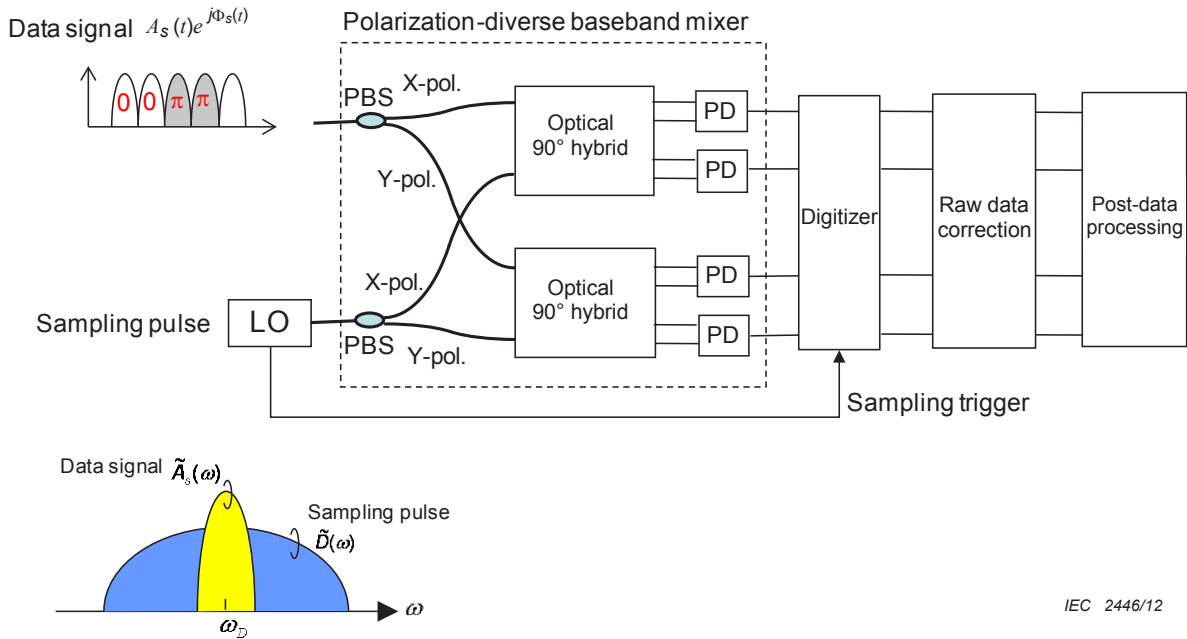 Polarization-diverse baseband mixer
Data signal A_s(t)e^{jΦ_s(t)}
0 0 π π
PBS
X-pol.
Y-pol.
Optical
90° hybrid
PD
PD
X-pol.
Optical
90° hybrid
PD
PD
Digitizer
Raw data
correction
Post-data
processing
Sampling pulse
LO
PBS
Y-pol.
Sampling trigger
Data signal Ã_s(ω)
Sampling pulse
D̃(ω)
ω
ω_D
IEC 2446/12